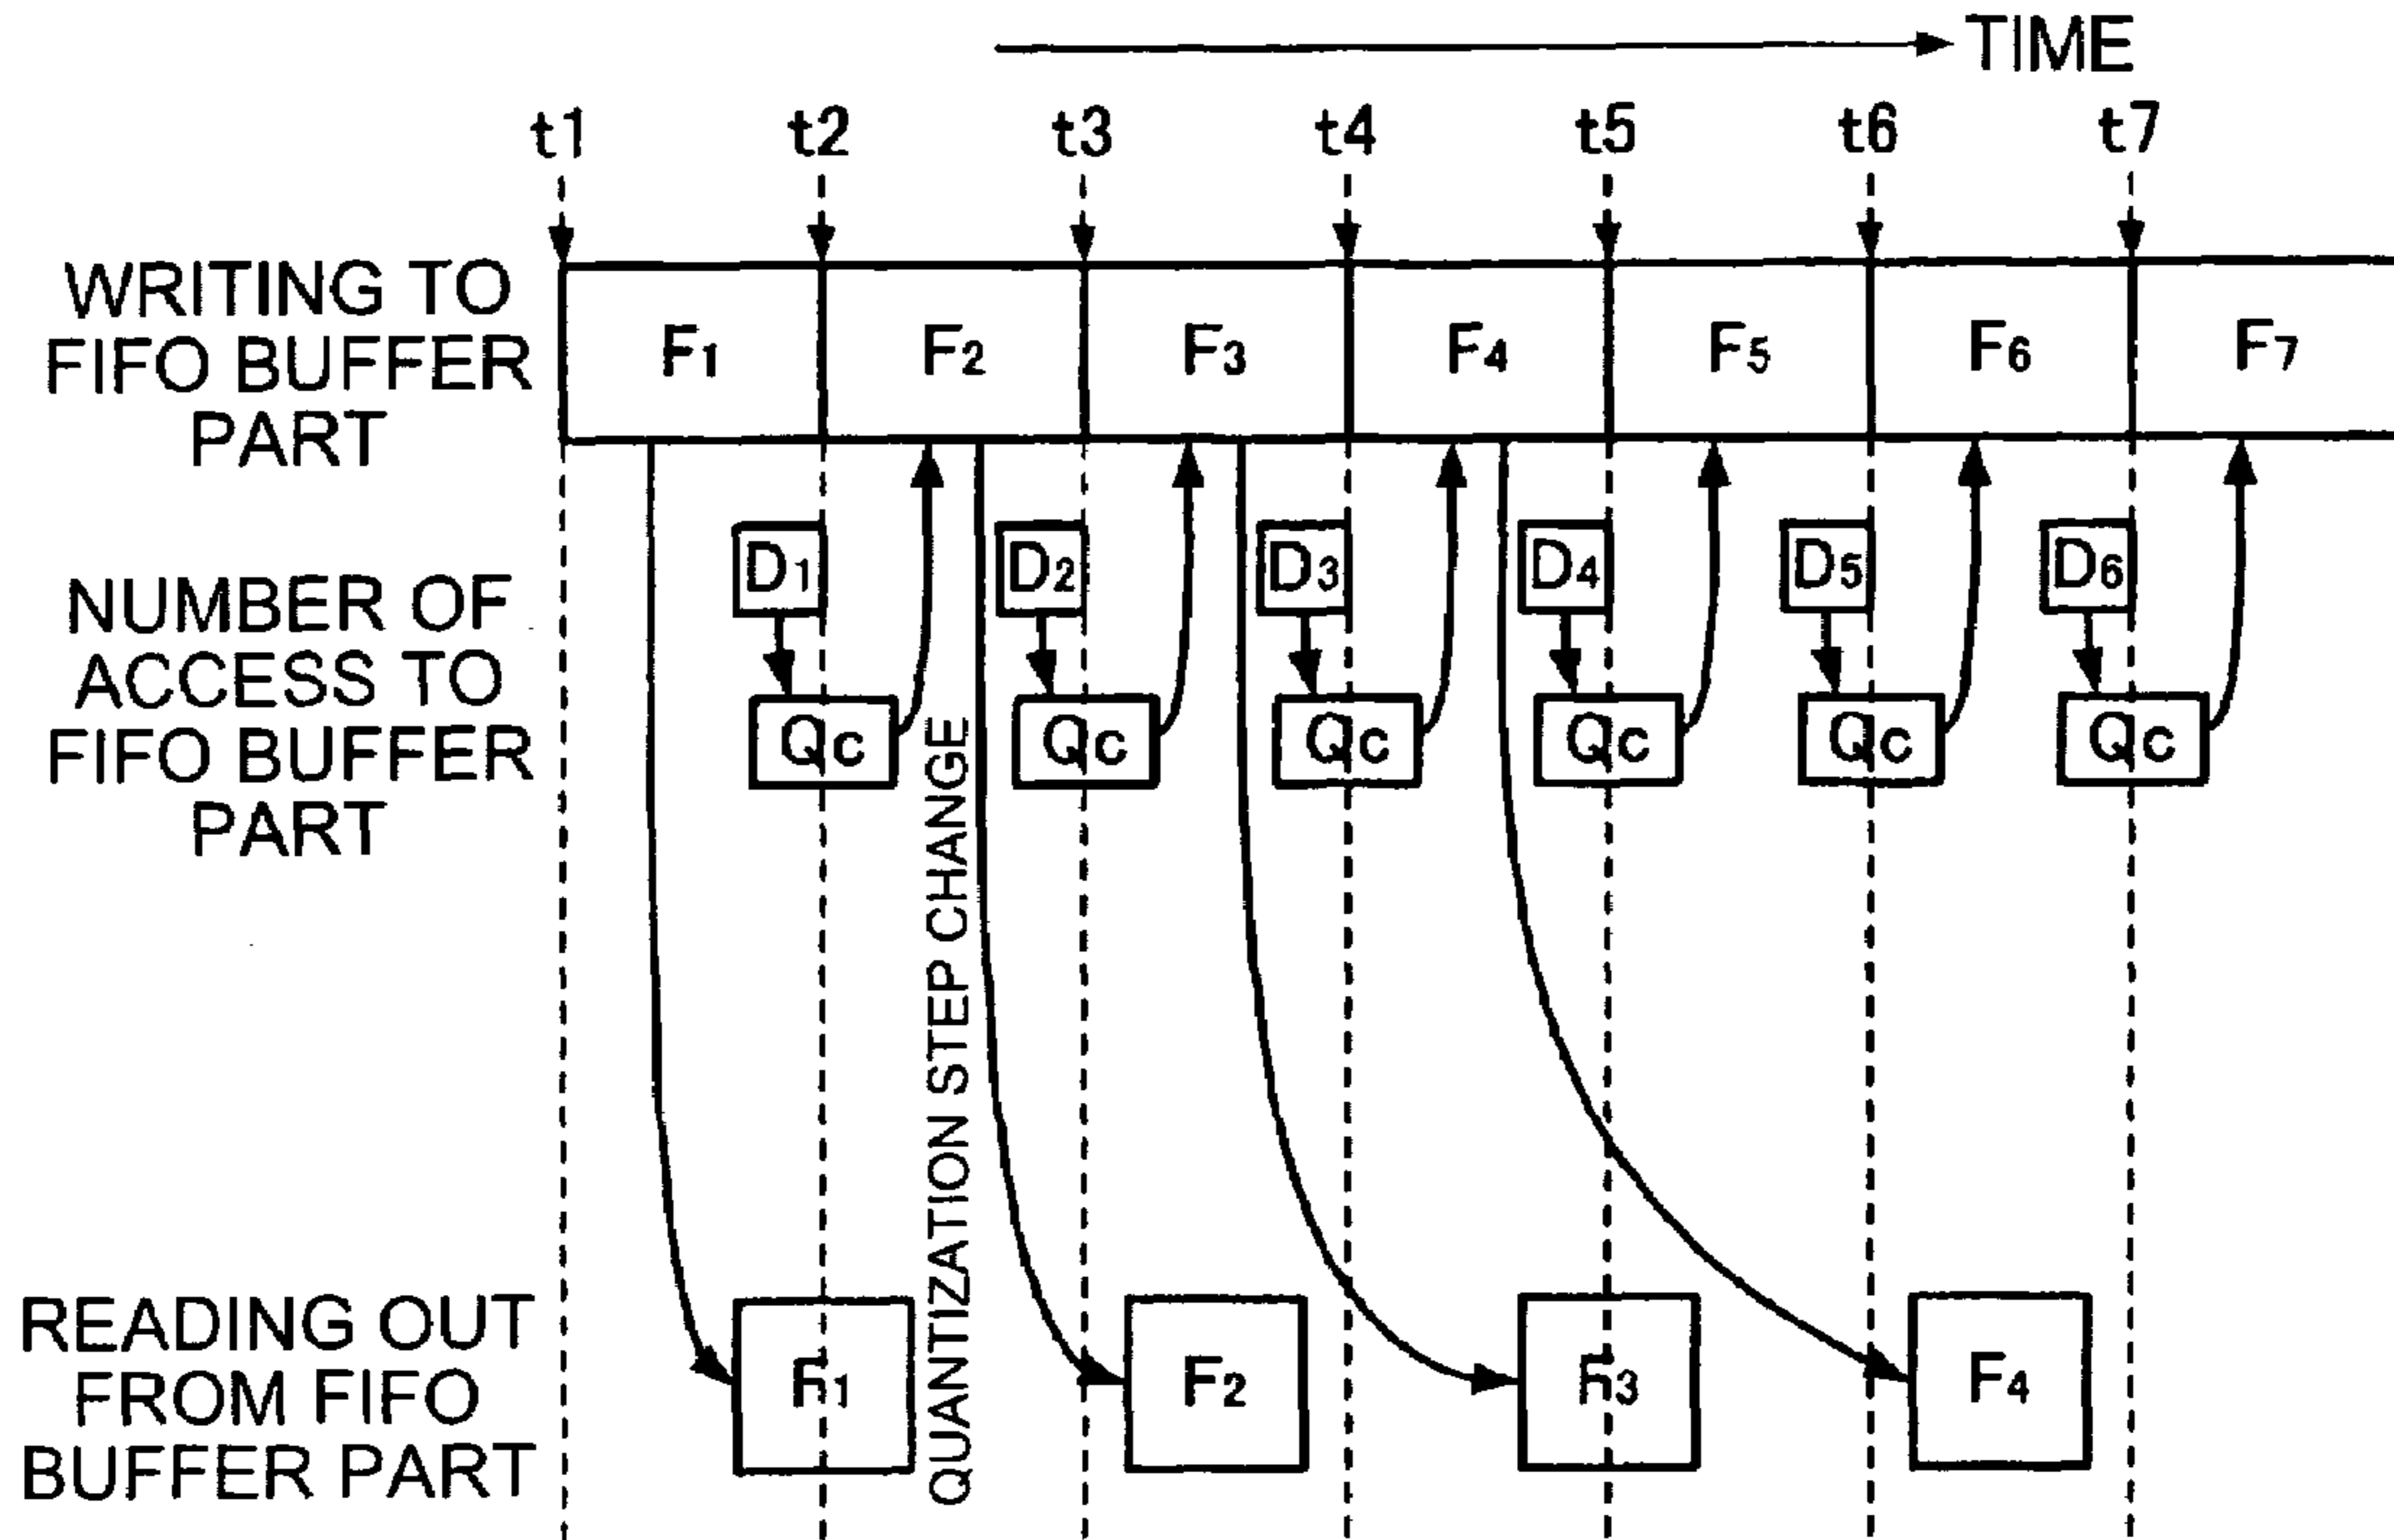 TIME
t1 t2 t3 t4 t5 t6 t7
WRITING TO
FIFO BUFFER
PART
F1 F2 F3 F4 F5 F6 F7
NUMBER OF
ACCESS TO
FIFO BUFFER
PART
D1 D2 D3 D4 D5 D6
QC QC QC QC QC QC
QUANTIZATION STEP CHANGE
READING OUT
FROM FIFO
BUFFER PART
F1 F2 F3 F4